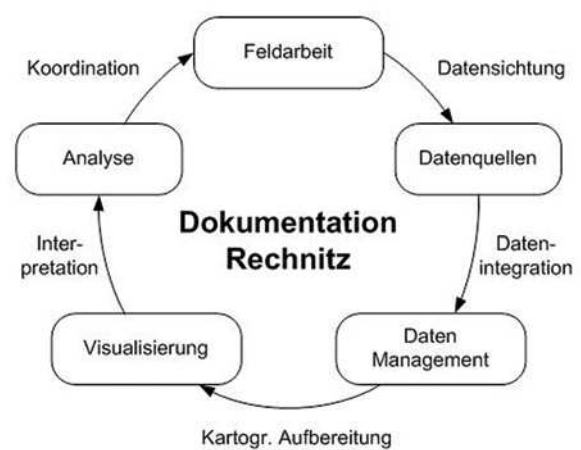 Feldarbeit
Koordination
Datensichtung
Analyse
Datenquellen
Dokumentation
Rechnitz
Inter-
pretation
Daten-
integration
Visualisierung
Daten
Management
Kartogr. Aufbereitung